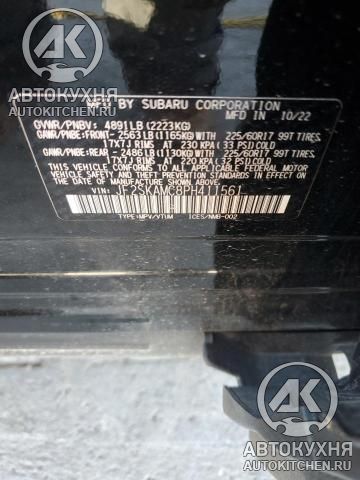 АВТОКУХНЯ
AUTOKITCHEN.RU
MFD.BY SUBARU CORPORATION
MFD.IN 10/22
GVWR/PNBV: 4891LB(2223KG)
GAWR/PNBE:FRONT-2563LB(1165KG)WITH 225/60R17 99T TIRES,
17X7J RIMS AT 230 KPA (33 PSI)COLD
GAWR/PNBE:REAR -2486LB(1130KG)WITH 225/60R17 99T TIRES,
17X7J RIMS AT 220 KPA (32 PSI)COLD
THIS VEHICLE CONFORMS TO ALL APPLICABLE FEDERAL MOTOR
VEHICLE SAFETY STANDARDS IN EFFECT ON THE DATE OF
MANUFACTURE SHOWN ABOVE.
VIN: JF2SKAMC8PH411561
TYPE:MPV/VTUM ICES/NMB-002
АВТОКУХНЯ
AUTOKITCHEN.RU
АВТОКУХНЯ
AUTOKITCHEN.RU